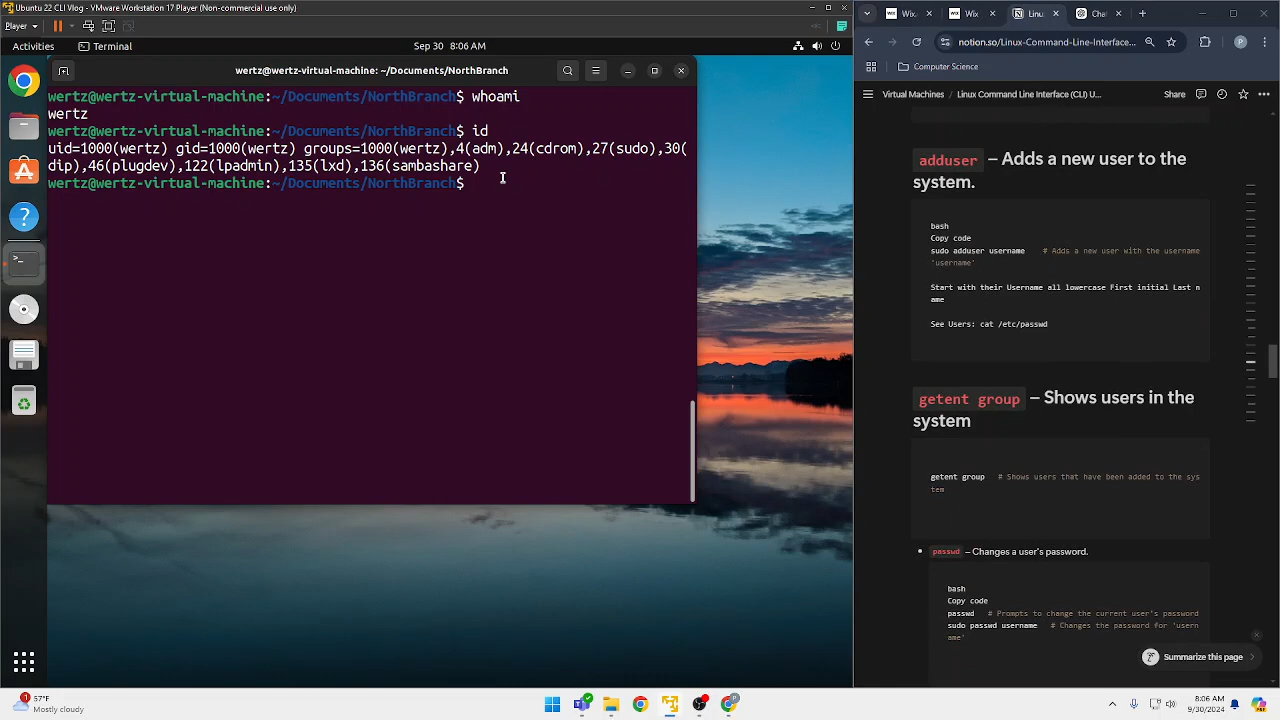 Ubuntu 22 CLI Vlog - VMware Workstation 17 Player (Non-commercial use only)
Player
Activities
Terminal
Sep 30 8:06 AM
wertz@wertz-virtual-machine: ~/Documents/NorthBranch
wertz@wertz-virtual-machine:~/Documents/NorthBranch$ whoami
wertz
wertz@wertz-virtual-machine:~/Documents/NorthBranch$ id
uid=1000(wertz) gid=1000(wertz) groups=1000(wertz),4(adm),24(cdrom),27(sudo),30(
dip),46(plugdev),122(lpadmin),135(lxd),136(sambashare)
wertz@wertz-virtual-machine:~/Documents/NorthBranch$
Wix
Wix
Linux
Cha
notion.so/Linux-Command-Line-Interface...
P
Computer Science
Virtual Machines / Linux Command Line Interface (CLI) U...
Share
adduser – Adds a new user to the
system.
bash
Copy code
sudo adduser username # Adds a new user with the username
'username'
Start with their Username all lowercase First initial Last n
ame
See Users: cat /etc/passwd
getent group – Shows users in the
system
getent group # Shows users that have been added to the sys
tem
passwd – Changes a user's password.
bash
Copy code
passwd # Prompts to change the current user's password
sudo passwd username # Changes the password for 'usern
ame'
Summarize this page
1
57°F
Mostly cloudy
8:06 AM
9/30/2024